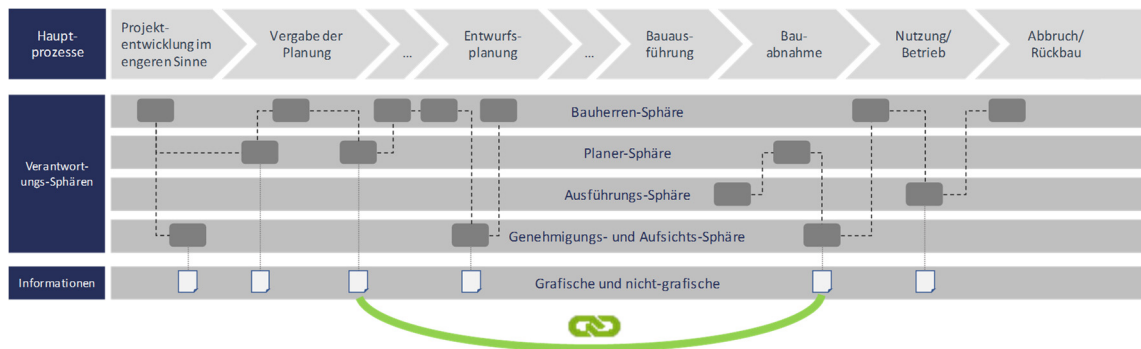 Haupt-
prozesse
Projekt-
entwicklung im
engeren Sinne
Vergabe der
Planung
...
Entwurfs-
planung
...
Bauaus-
führung
Bau-
abnahme
Nutzung/
Betrieb
Abbruch/
Rückbau
Verantwort-
ungs-Sphären
Bauherren-Sphäre
Planer-Sphäre
Ausführungs-Sphäre
Genehmigungs- und Aufsichts-Sphäre
Informationen
Grafische und nicht-grafische